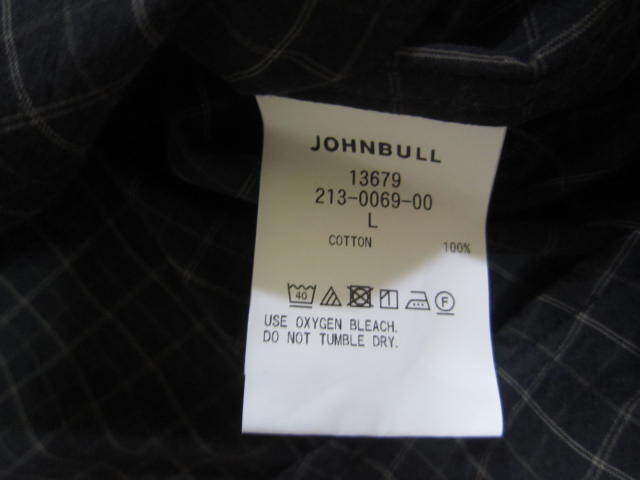 JOHNBULL
13679
213-0069-00
L
COTTON 100%
40 F
USE OXYGEN BLEACH.
DO NOT TUMBLE DRY.